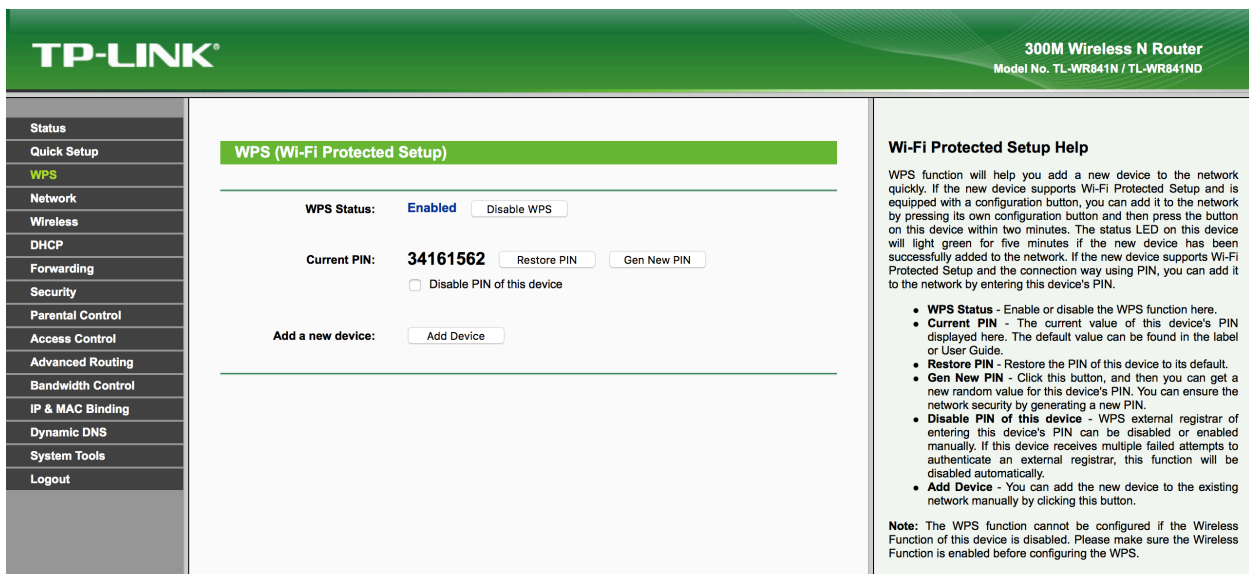 TP-LINK®
300M Wireless N Router
Model No. TL-WR841N / TL-WR841ND
Status
Quick Setup
WPS
Network
Wireless
DHCP
Forwarding
Security
Parental Control
Access Control
Advanced Routing
Bandwidth Control
IP & MAC Binding
Dynamic DNS
System Tools
Logout
WPS (Wi-Fi Protected Setup)
WPS Status: Enabled Disable WPS
Current PIN: 34161562 Restore PIN Gen New PIN
Disable PIN of this device
Add a new device: Add Device
Wi-Fi Protected Setup Help
WPS function will help you add a new device to the network
quickly. If the new device supports Wi-Fi Protected Setup and is
equipped with a configuration button, you can add it to the network
by pressing its own configuration button and then press the button
on this device within two minutes. The status LED on this device
will light green for five minutes if the new device has been
successfully added to the network. If the new device supports Wi-Fi
Protected Setup and the connection way using PIN, you can add it
to the network by entering this device's PIN.
• WPS Status - Enable or disable the WPS function here.
• Current PIN - The current value of this device's PIN
displayed here. The default value can be found in the label
or User Guide.
• Restore PIN - Restore the PIN of this device to its default.
• Gen New PIN - Click this button, and then you can get a
new random value for this device's PIN. You can ensure the
network security by generating a new PIN.
• Disable PIN of this device - WPS external registrar of
entering this device's PIN can be disabled or enabled
manually. If this device receives multiple failed attempts to
authenticate an external registrar, this function will be
disabled automatically.
• Add Device - You can add the new device to the existing
network manually by clicking this button.
Note: The WPS function cannot be configured if the Wireless
Function of this device is disabled. Please make sure the Wireless
Function is enabled before configuring the WPS.